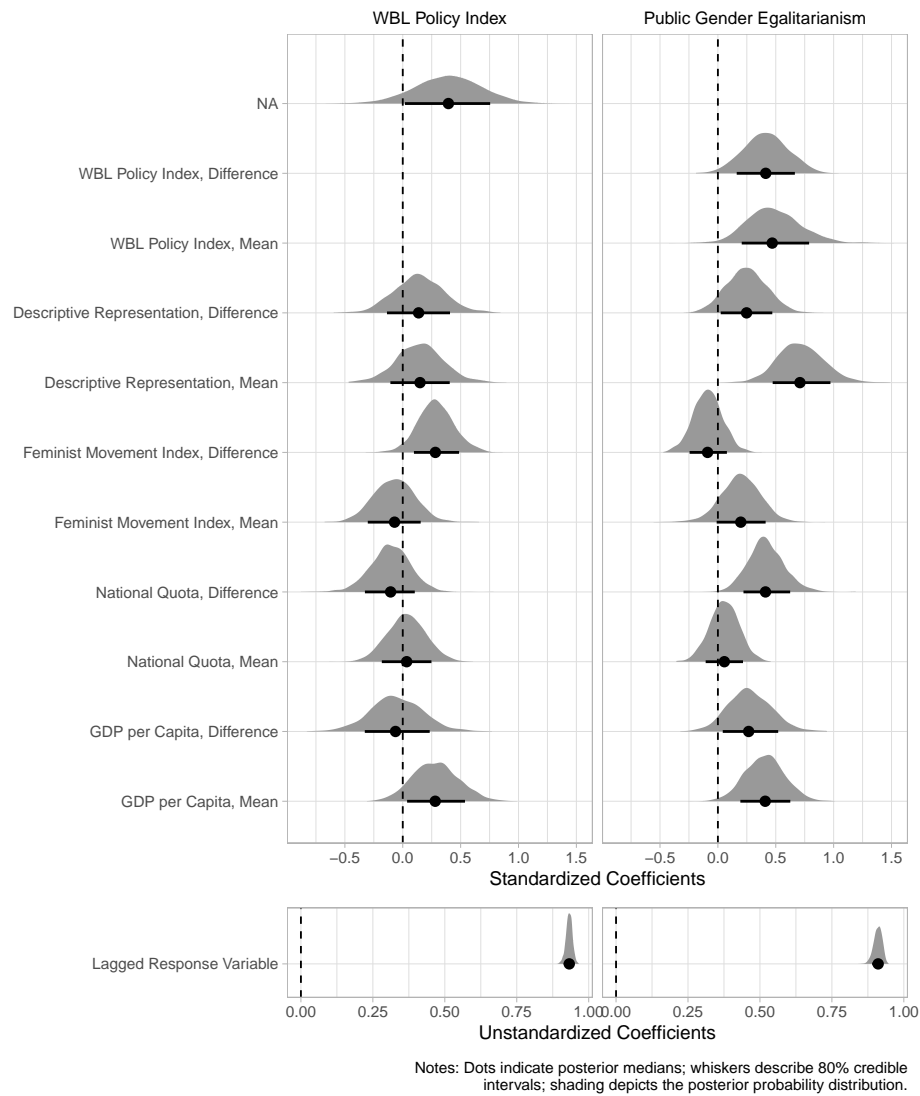 WBL Policy Index
Public Gender Egalitarianism
NA
WBL Policy Index, Difference
WBL Policy Index, Mean
Descriptive Representation, Difference
Descriptive Representation, Mean
Feminist Movement Index, Difference
Feminist Movement Index, Mean
National Quota, Difference
National Quota, Mean
GDP per Capita, Difference
GDP per Capita, Mean
−0.5 0.0 0.5 1.0 1.5 −0.5 0.0 0.5 1.0 1.5
Standardized Coefficients
Lagged Response Variable
0.00 0.25 0.50 0.75 1.00 0.00 0.25 0.50 0.75 1.00
Unstandardized Coefficients
Notes: Dots indicate posterior medians; whiskers describe 80% credible
intervals; shading depicts the posterior probability distribution.